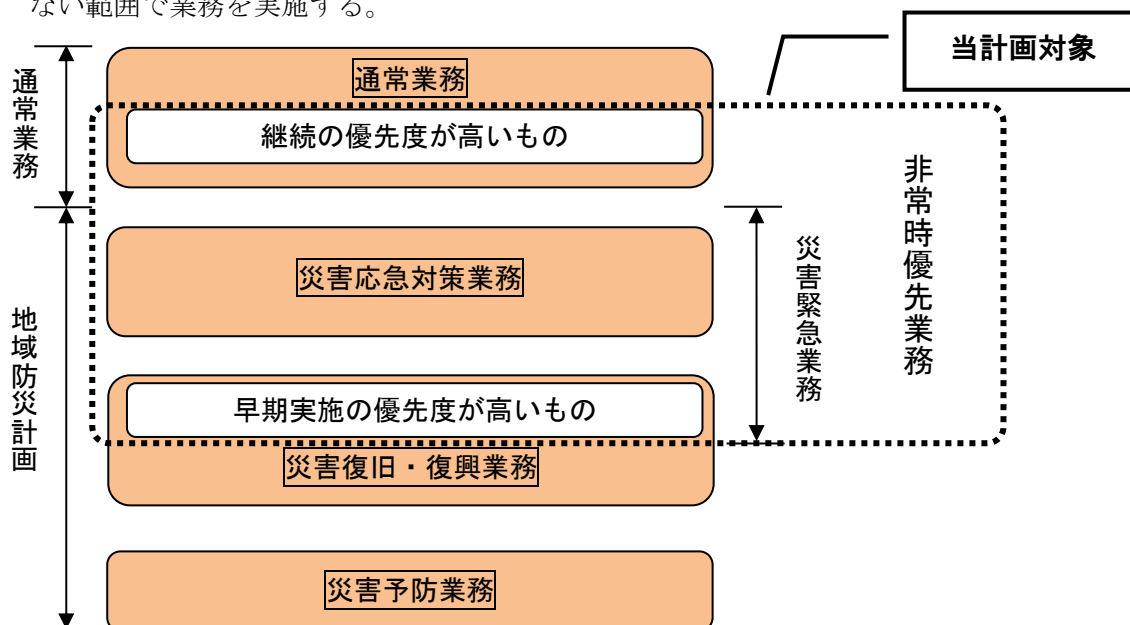 ない範囲で業務を実施する。
当計画対象
通常業務
通常業務
継続の優先度が高いもの
非常時優先業務
災害応急対策業務
災害緊急業務
地域防災計画
早期実施の優先度が高いもの
災害復旧・復興業務
災害予防業務